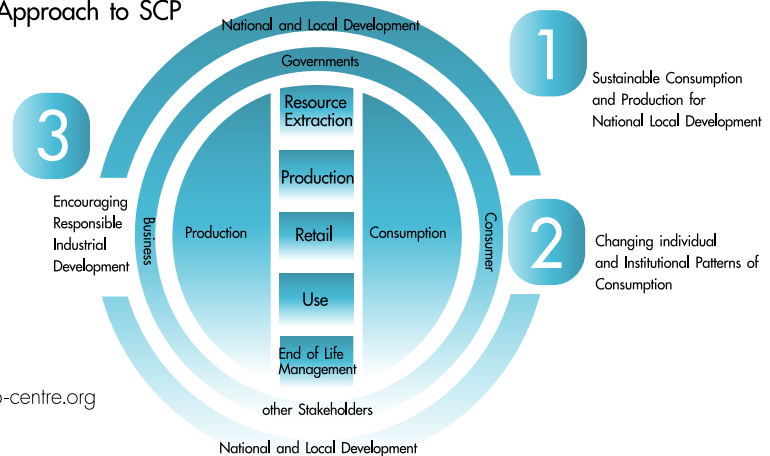 Approach to SCP
National and Local Development
Governments
1
Sustainable Consumption
and Production for
National Local Development
3
Encouraging
Responsible
Industrial
Development
Business
Production
Resource
Extraction
Production
Retail
Use
End of Life
Management
Consumption
Consumer
2
Changing individual
and Institutional Patterns of
Consumption
-centre.org
other Stakeholders
National and Local Development